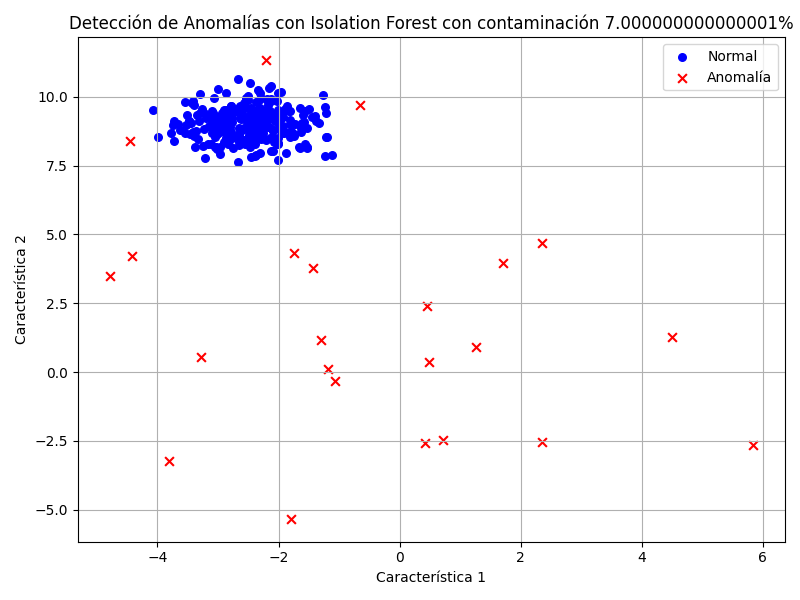 Detección de Anomalías con Isolation Forest con contaminación 7.000000000000001%
Normal
Anomalía
10.0
7.5
5.0
2.5
0.0
−2.5
−5.0
Característica 2
−4
−2
0
2
4
6
Característica 1